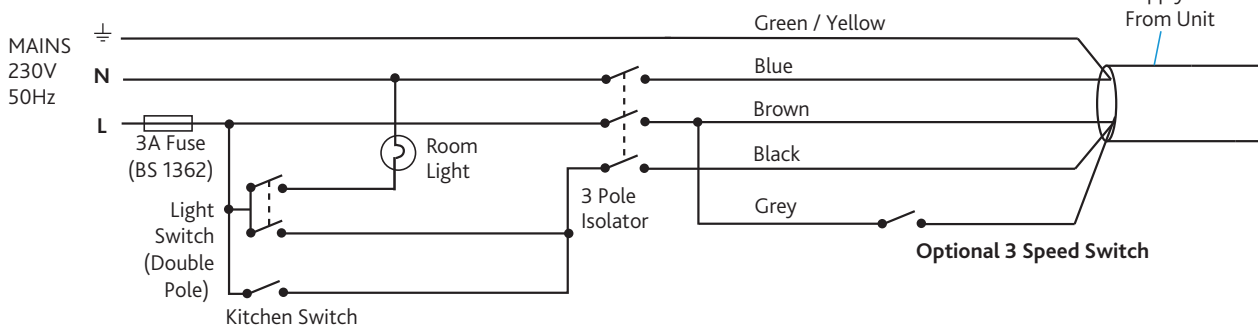 From Unit
Green / Yellow
MAINS
230V
50Hz
N
Blue
L
Brown
3A Fuse
(BS 1362)
Room
Light
Black
3 Pole
Isolator
Light
Switch
(Double
Pole)
Grey
Optional 3 Speed Switch
Kitchen Switch